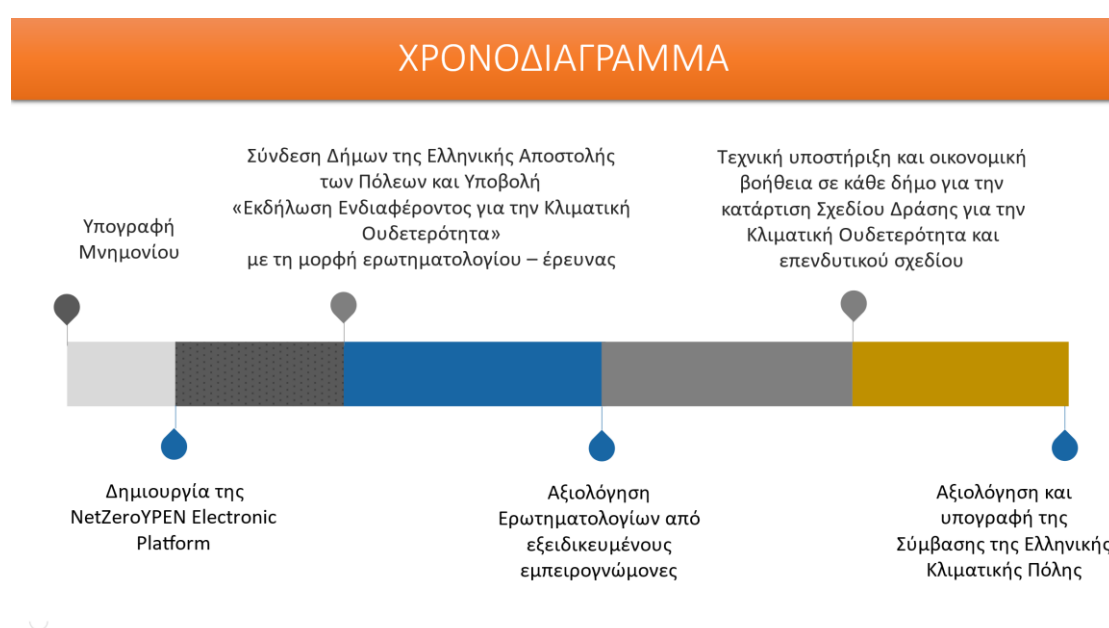 ΧΡΟΝΟΔΙΑΓΡΑΜΜΑ
Υπογραφή
Μνημονίου
Σύνδεση Δήμων της Ελληνικής Αποστολής
των Πόλεων και Υποβολή
«Εκδήλωση Ενδιαφέροντος για την Κλιματική
Ουδετερότητα»
με τη μορφή ερωτηματολογίου – έρευνας
Τεχνική υποστήριξη και οικονομική
βοήθεια σε κάθε δήμο για την
κατάρτιση Σχεδίου Δράσης για την
Κλιματική Ουδετερότητα και
επενδυτικού σχεδίου
Δημιουργία της
NetZeroYPEN Electronic
Platform
Αξιολόγηση
Ερωτηματολογίων από
εξειδικευμένους
εμπειρογνώμονες
Αξιολόγηση και
υπογραφή της
Σύμβασης της Ελληνικής
Κλιματικής Πόλης